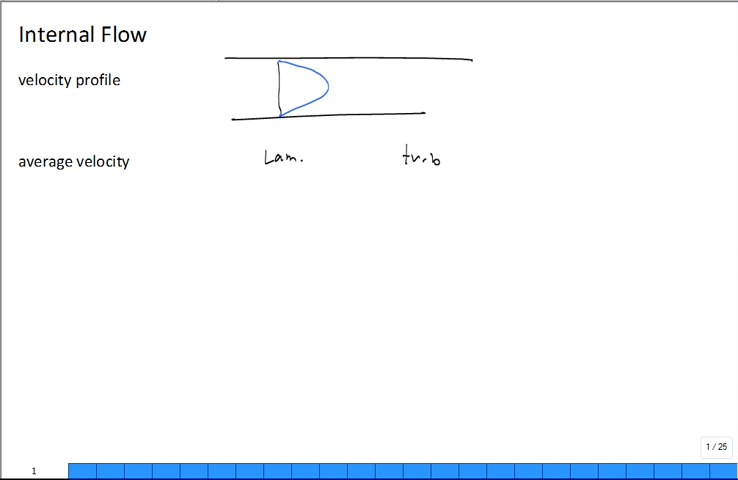 Internal Flow
velocity profile
average velocity
Lam.
turb
1 / 25
1